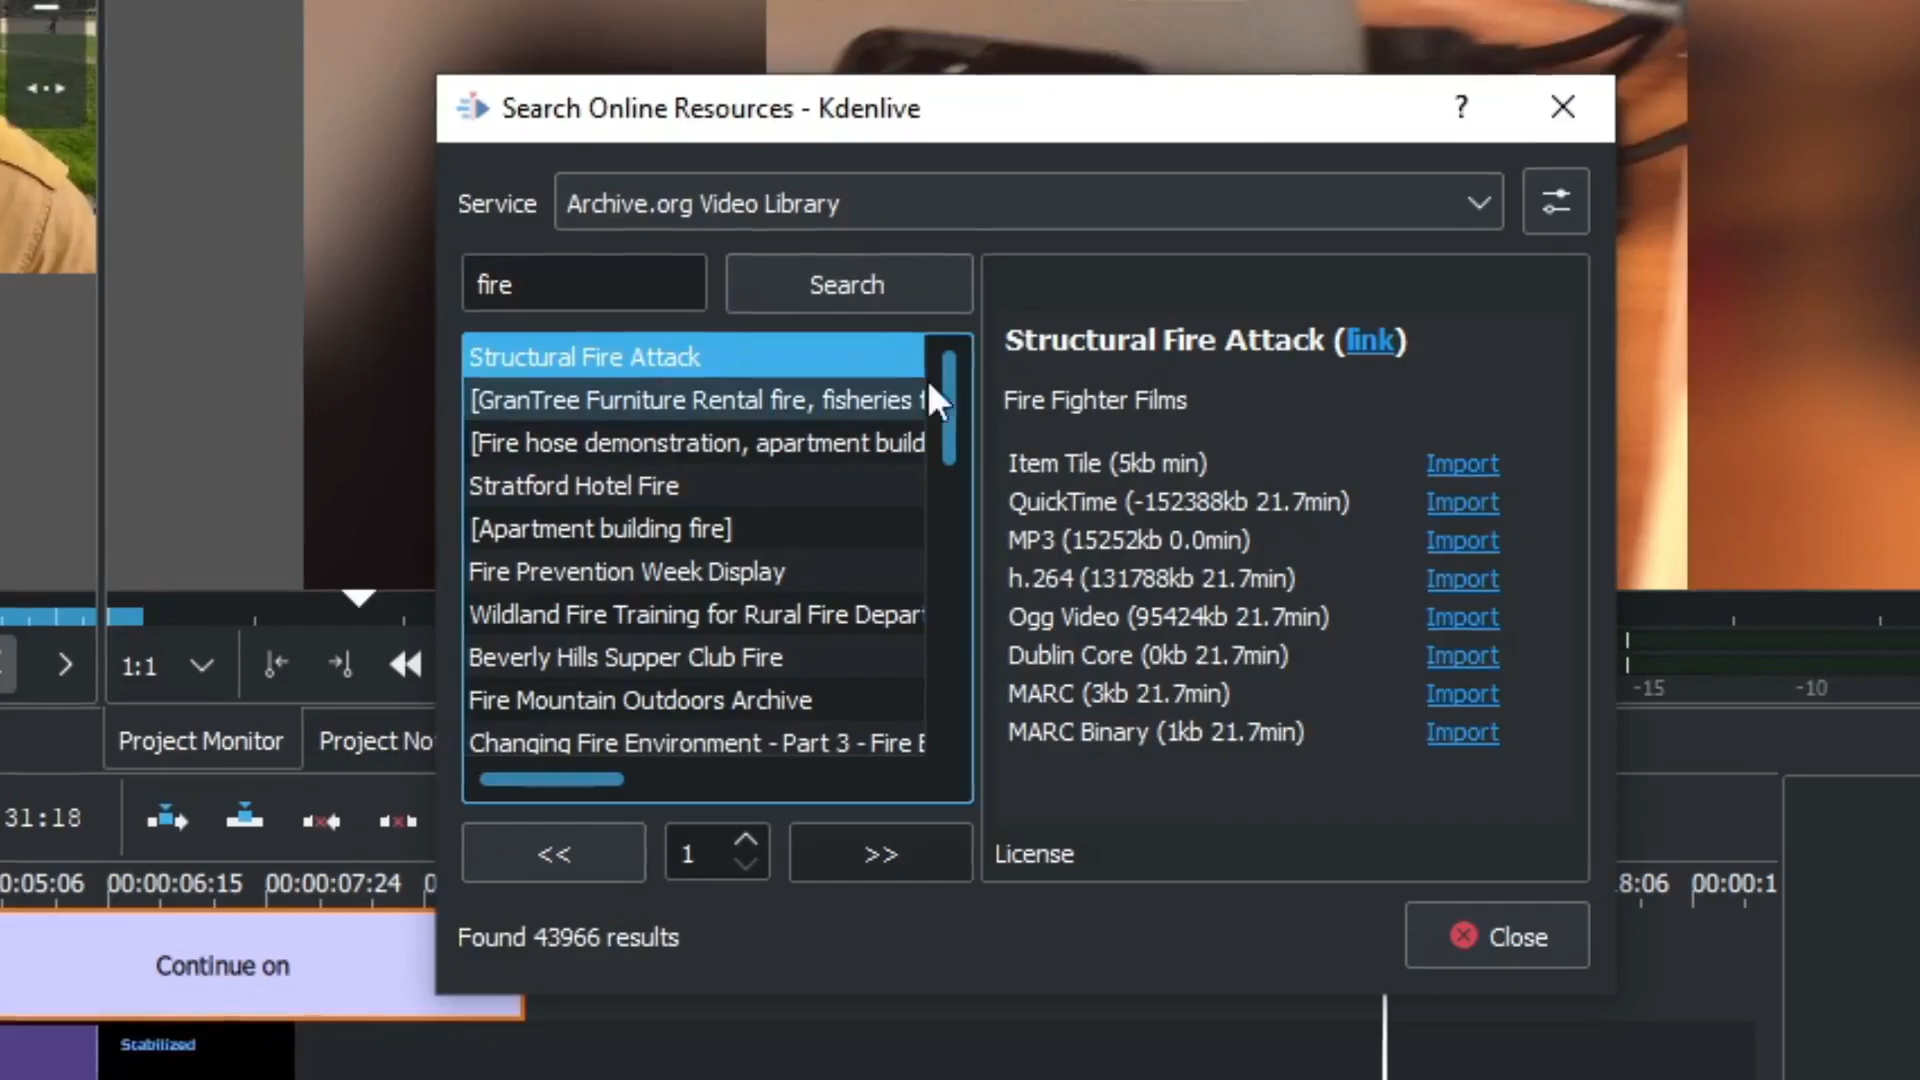 Search Online Resources - Kdenlive
?
Service
Archive.org Video Library
fire
Search
Structural Fire Attack
[GranTree Furniture Rental fire, fisheries
[Fire hose demonstration, apartment build
Stratford Hotel Fire
[Apartment building fire]
Fire Prevention Week Display
Wildland Fire Training for Rural Fire Depar
Beverly Hills Supper Club Fire
Fire Mountain Outdoors Archive
Changing Fire Environment - Part 3 - Fire
<<
1
>>
Found 43966 results
Structural Fire Attack (link)
Fire Fighter Films
Item Tile (5kb min) Import
QuickTime (-152388kb 21.7min) Import
MP3 (15252kb 0.0min) Import
h.264 (131788kb 21.7min) Import
Ogg Video (95424kb 21.7min) Import
Dublin Core (0kb 21.7min) Import
MARC (3kb 21.7min) Import
MARC Binary (1kb 21.7min) Import
License
Close
1:1
-15 -10
Project Monitor
Project No
31:18
0:05:06 00:00:06:15 00:00:07:24
8:06 00:00:1
Continue on
Stabilized